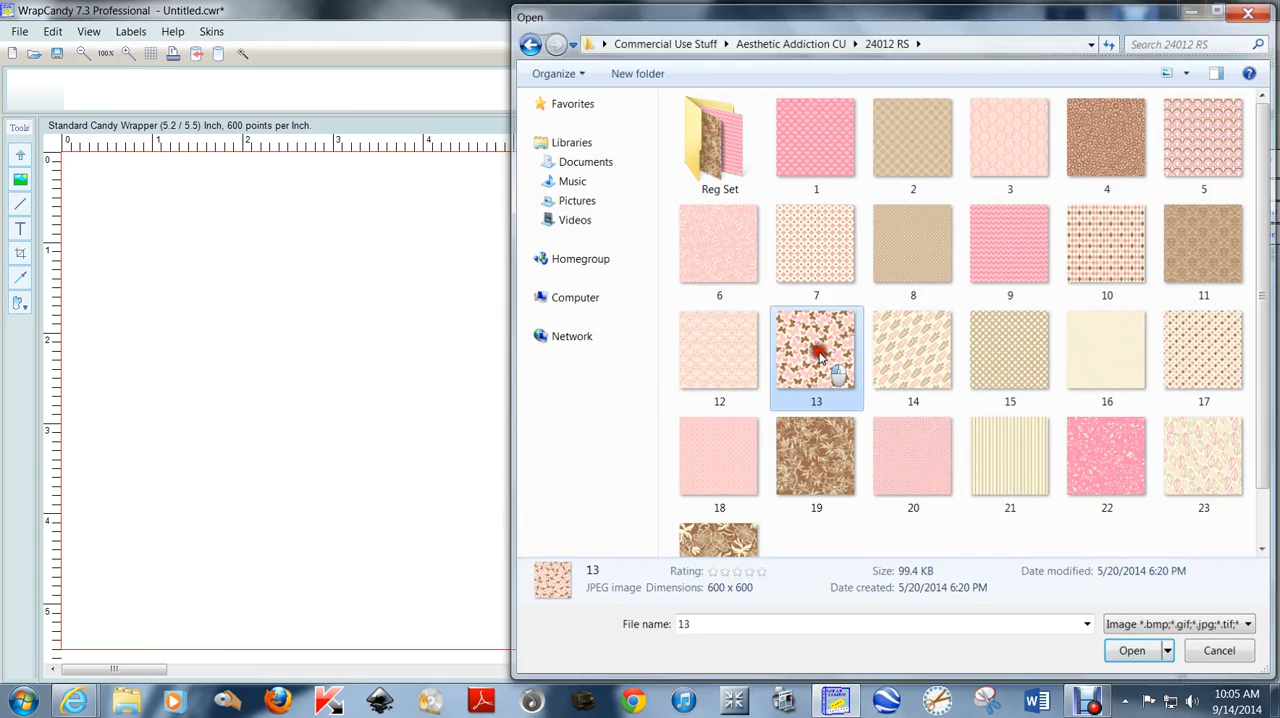 WrapCandy 7.3 Professional - Untitled.cwr*
File Edit View Labels Help Skins
100%
Standard Candy Wrapper (5.2 / 5.5) Inch, 600 points per Inch.
Tools
0 1 2 3 4
0
1
2
3
4
5
T
Open
Commercial Use Stuff Aesthetic Addiction CU 24012 RS
Search 24012 RS
Organize New folder
Favorites
Libraries
Documents
Music
Pictures
Videos
Homegroup
Computer
Network
Reg Set 1 2 3 4 5
6 7 8 9 10 11
12 13 14 15 16 17
18 19 20 21 22 23
13 Rating: Size: 99.4 KB Date modified: 5/20/2014 6:20 PM
JPEG image Dimensions: 600 x 600 Date created: 5/20/2014 6:20 PM
File name: 13 Image *.bmp;*.gif;*.jpg;*.tif;*
Open Cancel
10:05 AM
9/14/2014